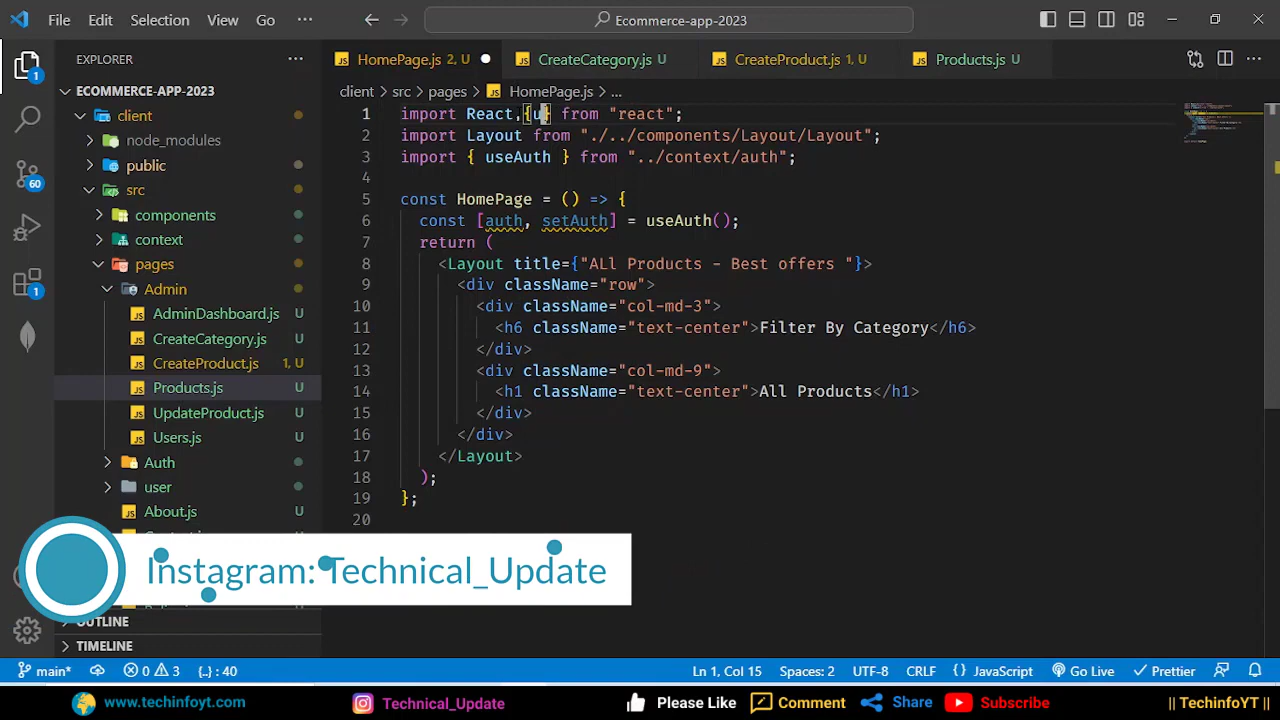 File Edit Selection View Go ... Ecommerce-app-2023
EXPLORER ...
HomePage.js 2, U CreateCategory.js U CreateProduct.js 1, U Products.js U ...
client > src > pages > HomePage.js > ...
ECOMMERCE-APP-2023
client
node_modules
public
src
components
context
pages
Admin
AdminDashboard.js U
CreateCategory.js U
CreateProduct.js 1, U
Products.js U
UpdateProduct.js U
Users.js U
Auth
user
About.js U
OUTLINE
TIMELINE
1 import React,{u} from "react";
2 import Layout from "./../components/Layout/Layout";
3 import { useAuth } from "../context/auth";
4
5 const HomePage = () => {
6 const [auth, setAuth] = useAuth();
7 return (
8 <Layout title={"ALl Products - Best offers "}>
9 <div className="row">
10 <div className="col-md-3">
11 <h6 className="text-center">Filter By Category</h6>
12 </div>
13 <div className="col-md-9">
14 <h1 className="text-center">All Products</h1>
15 </div>
16 </div>
17 </Layout>
18 );
19 };
20
Instagram: Technical_Update
1
60
1
main* 0 3 {..} : 40 Ln 1, Col 15 Spaces: 2 UTF-8 CRLF {} JavaScript Go Live Prettier
www.techinfoyt.com Technical_Update Please Like Comment Share Subscribe || TechinfoYT ||